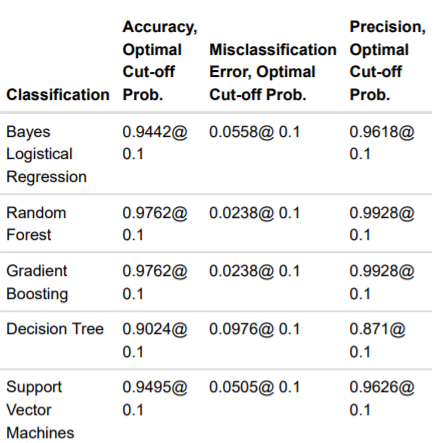 Accuracy, Precision,
Optimal Misclassification Optimal
Cut-off Error, Optimal Cut-off
Classification Prob. Cut-off Prob. Prob.
Bayes 0.9442@ 0.0558@ 0.1 0.9618@
Logistical 0.1 0.1
Regression
Random 0.9762@ 0.0238@ 0.1 0.9928@
Forest 0.1 0.1
Gradient 0.9762@ 0.0238@ 0.1 0.9928@
Boosting 0.1 0.1
Decision Tree 0.9024@ 0.0976@ 0.1 0.871@
0.1 0.1
Support 0.9495@ 0.0505@ 0.1 0.9626@
Vector 0.1 0.1
Machines